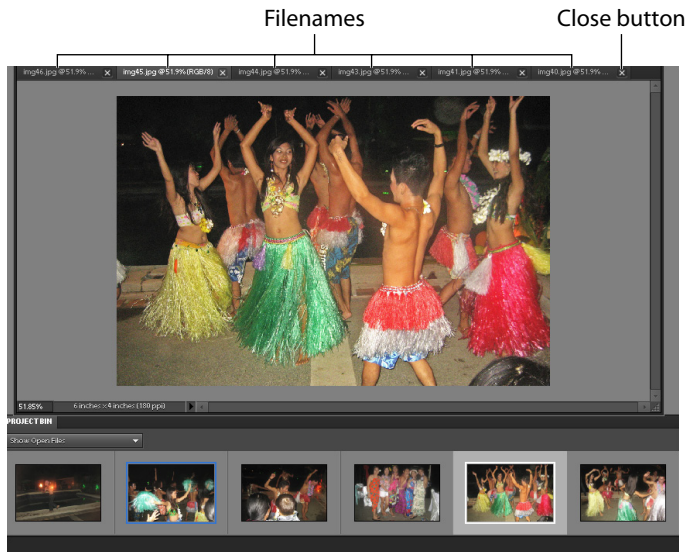 Filenames Close button
img46.jpg @51.9% ... x img45.jpg @51.9%(RGB/8) x img44.jpg @51.9% ... x img43.jpg @51.9% ... x img41.jpg @51.9% ... x img40.jpg @51.9% ... x
51.85% 6 inches x 4 inches (180 ppi)
PROJECT BIN
Show Open Files